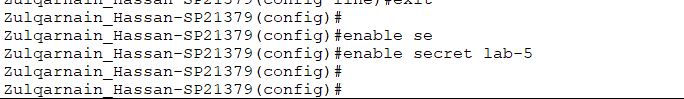 Zulqarnain_Hassan-SP21379(config-line)#exit
Zulqarnain_Hassan-SP21379(config)#
Zulqarnain_Hassan-SP21379(config)#enable se
Zulqarnain_Hassan-SP21379(config)#enable secret lab-5
Zulqarnain_Hassan-SP21379(config)#
Zulqarnain_Hassan-SP21379(config)#